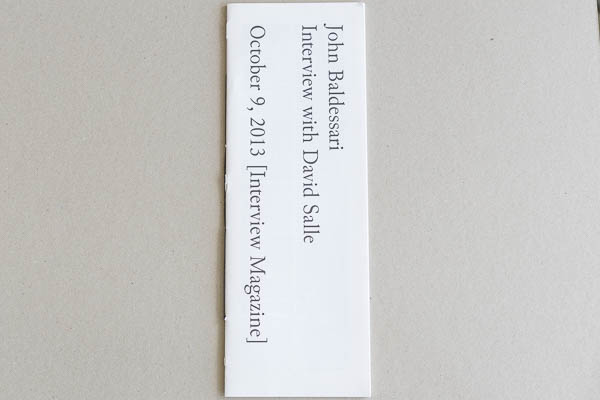 John Baldessari
Interview with David Salle
October 9, 2013 [Interview Magazine]